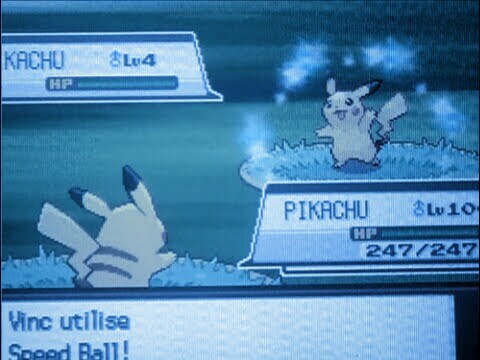 KACHU ♂Lv4
HP
PIKACHU ♂Lv10
HP
247/247
Vinc utilise
Speed Ball!